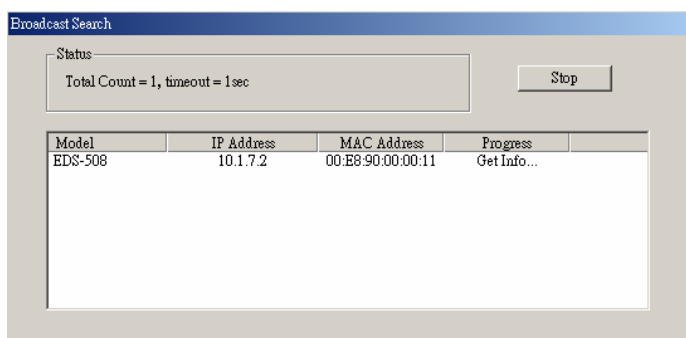 Broadcast Search
Status
Total Count = 1, timeout = 1sec
Stop
Model IP Address MAC Address Progress
EDS-508 10.1.7.2 00:E8:90:00:00:11 Get Info...